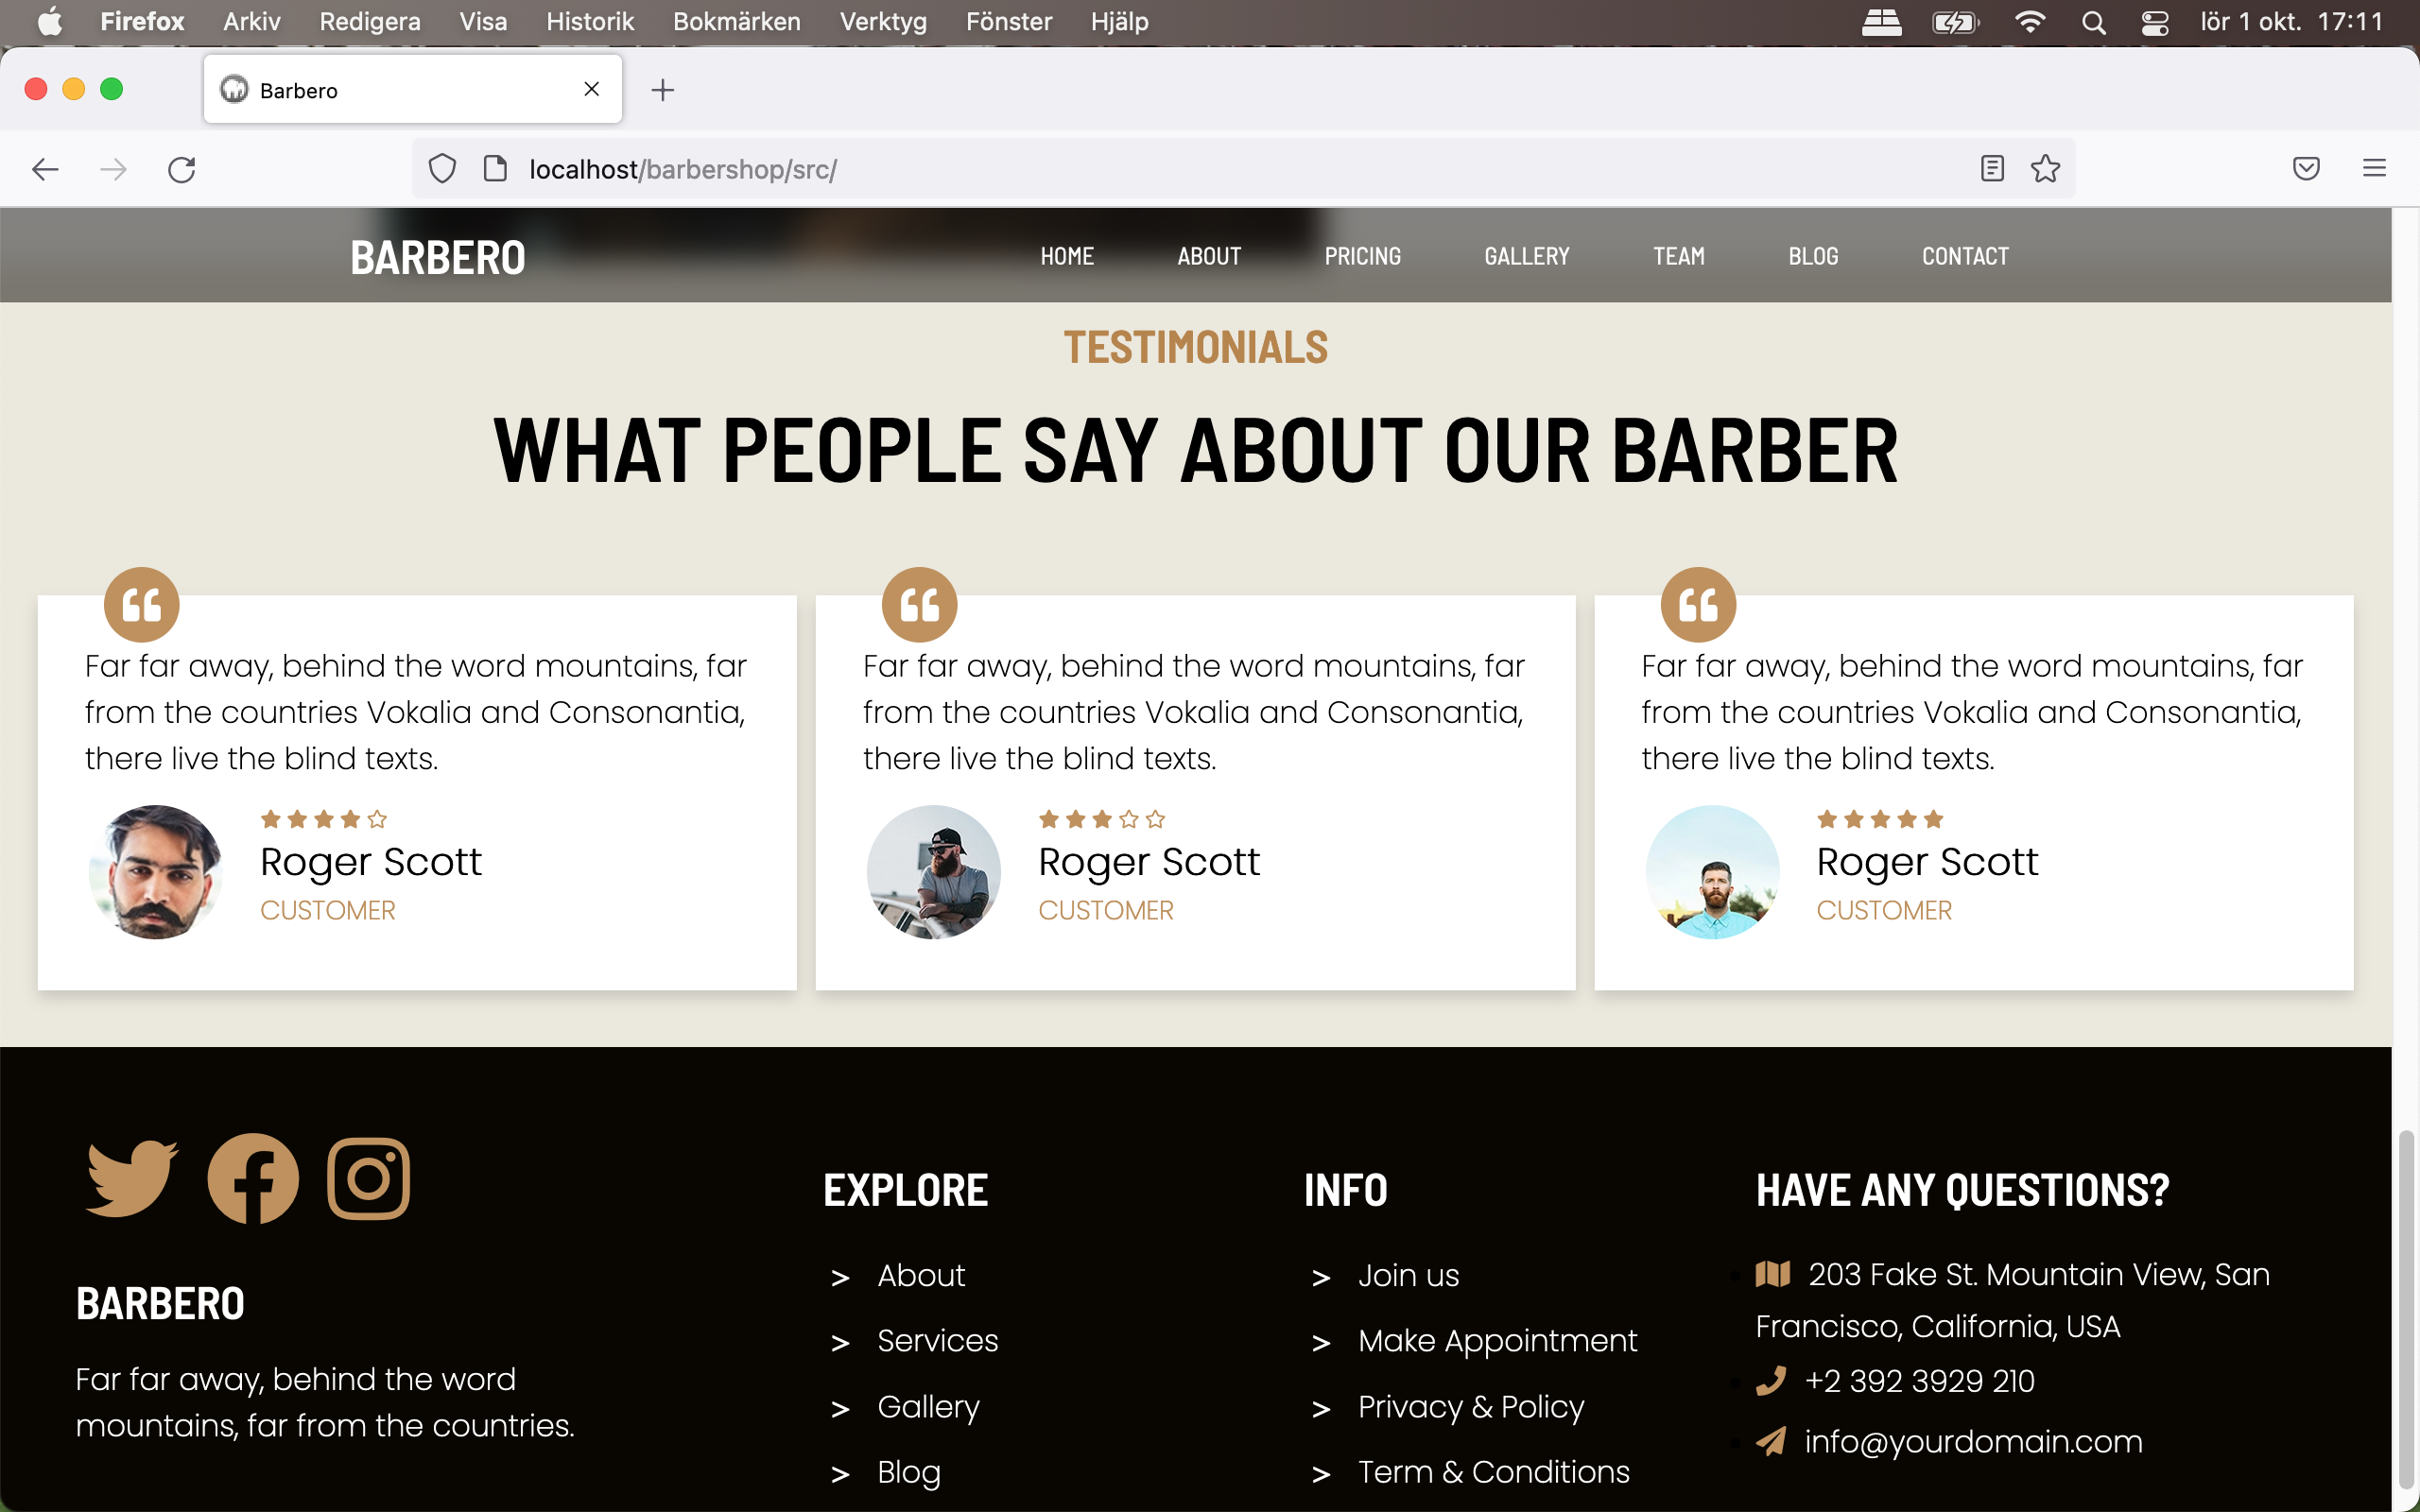 Firefox Arkiv Redigera Visa Historik Bokmärken Verktyg Fönster Hjälp lör 1 okt. 17:11
Barbero
localhost/barbershop/src/
BARBERO HOME ABOUT PRICING GALLERY TEAM BLOG CONTACT
TESTIMONIALS
WHAT PEOPLE SAY ABOUT OUR BARBER
Far far away, behind the word mountains, far
from the countries Vokalia and Consonantia,
there live the blind texts.
Roger Scott
CUSTOMER
Far far away, behind the word mountains, far
from the countries Vokalia and Consonantia,
there live the blind texts.
Roger Scott
CUSTOMER
Far far away, behind the word mountains, far
from the countries Vokalia and Consonantia,
there live the blind texts.
Roger Scott
CUSTOMER
BARBERO
Far far away, behind the word
mountains, far from the countries.
EXPLORE
> About
> Services
> Gallery
> Blog
INFO
> Join us
> Make Appointment
> Privacy & Policy
> Term & Conditions
HAVE ANY QUESTIONS?
203 Fake St. Mountain View, San
Francisco, California, USA
+2 392 3929 210
info@yourdomain.com